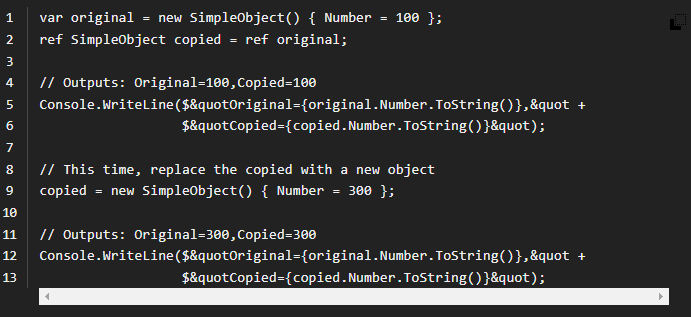 1 var original = new SimpleObject() { Number = 100 };
2 ref SimpleObject copied = ref original;
3
4 // Outputs: Original=100,Copied=100
5 Console.WriteLine($&quotOriginal={original.Number.ToString()},&quot +
6                   $&quotCopied={copied.Number.ToString()}&quot);
7
8 // This time, replace the copied with a new object
9 copied = new SimpleObject() { Number = 300 };
10
11 // Outputs: Original=300,Copied=300
12 Console.WriteLine($&quotOriginal={original.Number.ToString()},&quot +
13                   $&quotCopied={copied.Number.ToString()}&quot);